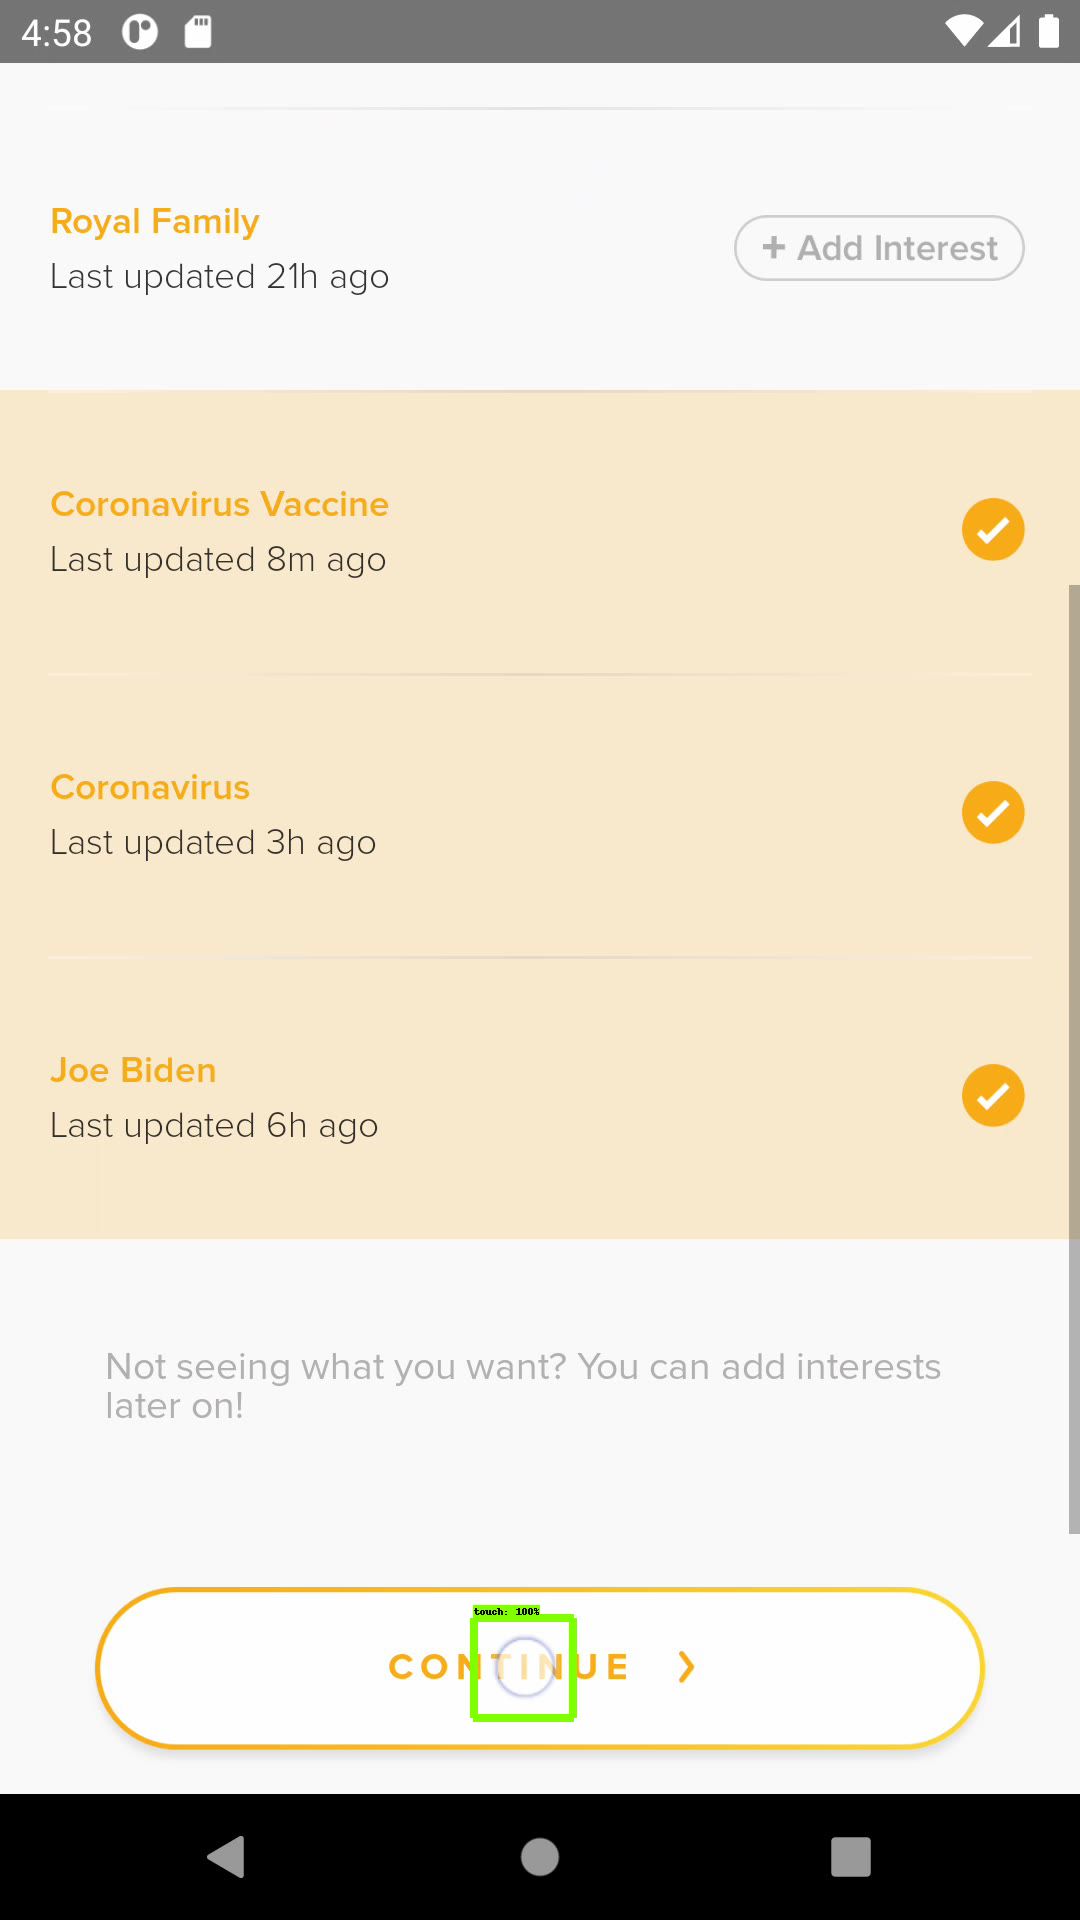 4:58
Royal Family
Last updated 21h ago
+ Add Interest
Coronavirus Vaccine
Last updated 8m ago
Coronavirus
Last updated 3h ago
Joe Biden
Last updated 6h ago
Not seeing what you want? You can add interests
later on!
touch: 100%
CONTINUE